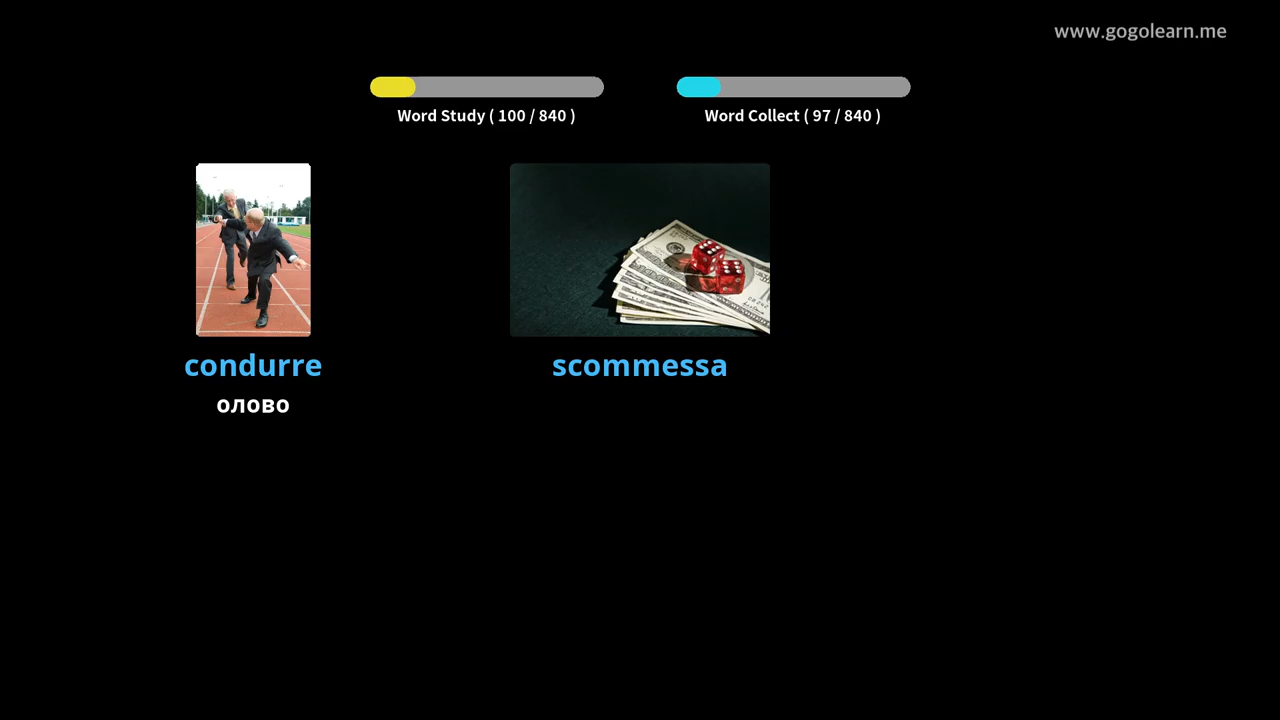 www.gogolearn.me
Word Study ( 100 / 840 )
Word Collect ( 97 / 840 )
condurre
scommessa
олово